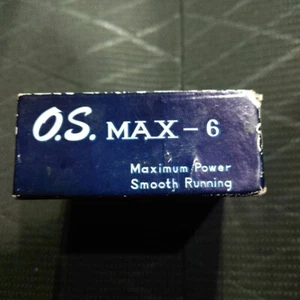 O.S. MAX-6
Maximum Power
Smooth Running